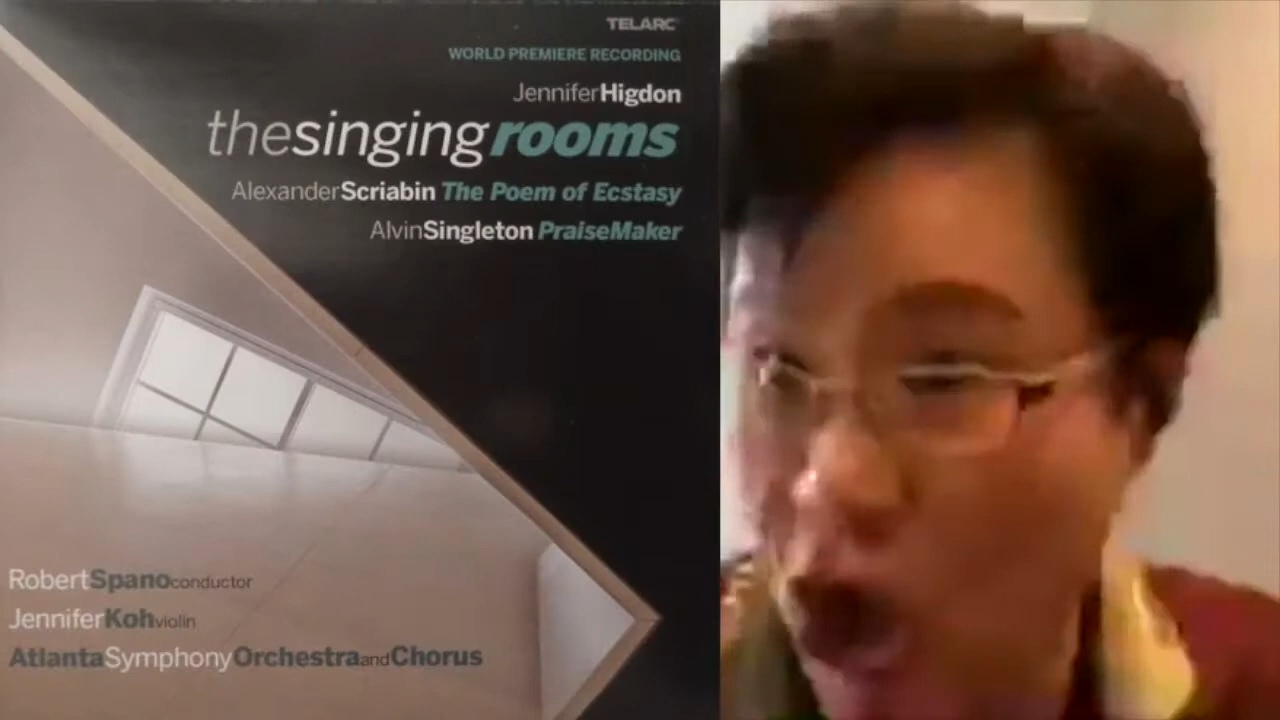 TELARC
WORLD PREMIERE RECORDING
JenniferHigdon
thesingingrooms
AlexanderScriabin The Poem of Ecstasy
AlvinSingleton PraiseMaker
RobertSpanoconductor
JenniferKohviolin
AtlantaSymphonyOrchestraandChorus